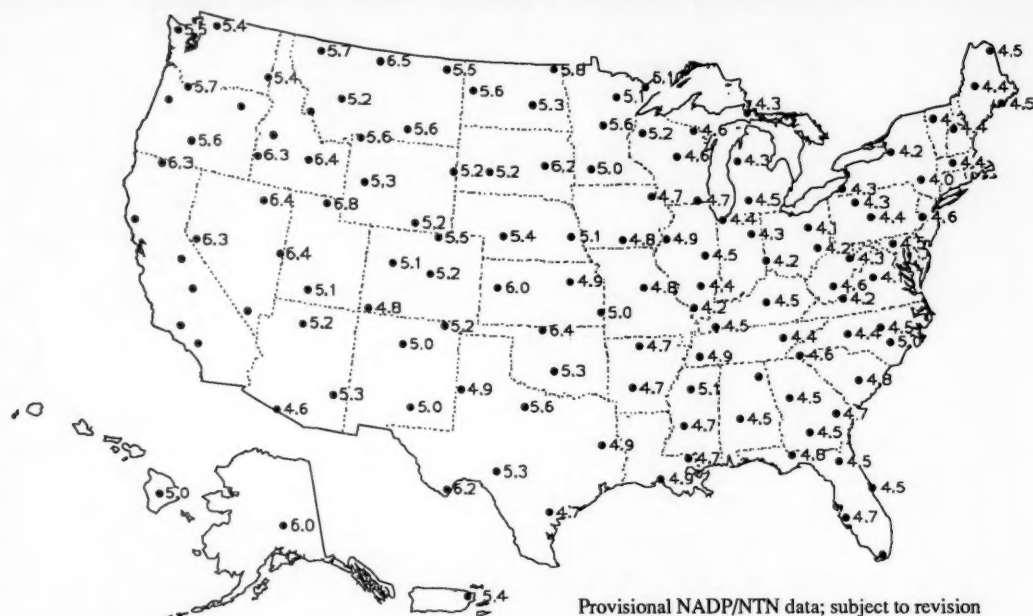 5.5 5.4 5.7 6.5 5.5 5.8 5.1 4.5
5.7 5.4 5.2 5.6 5.3 5.1 4.3 4.4 4.5
5.6 5.6 5.6 5.6 5.2 4.6 4.4
6.3 6.3 6.4 5.3 5.2 5.2 6.2 5.0 4.6 4.3 4.2 4.4
6.4 6.8 4.7 4.7 4.5 4.3 4.3 4.0
5.2 4.4 4.4 4.6
6.3 5.5 5.4 5.1 4.8 4.9 4.3 4.1
6.4 5.1 5.2 4.5 4.2 4.2 4.3
5.1 6.0 4.9 4.8 4.4 4.6
4.8 5.0 4.2 4.5 4.2
5.2 5.2 6.4 4.5 4.4 4.4 4.5
5.0 4.7 4.9 4.6 5.0
5.3 5.3 4.9 4.7 5.1 4.5 4.8
4.6 5.0 5.6 4.5
4.9 4.7 4.5 4.5
5.3 4.7 4.8 4.5
5.0 6.2 4.9 4.5
6.0 4.7 4.7
5.4
Provisional NADP/NTN data; subject to revision